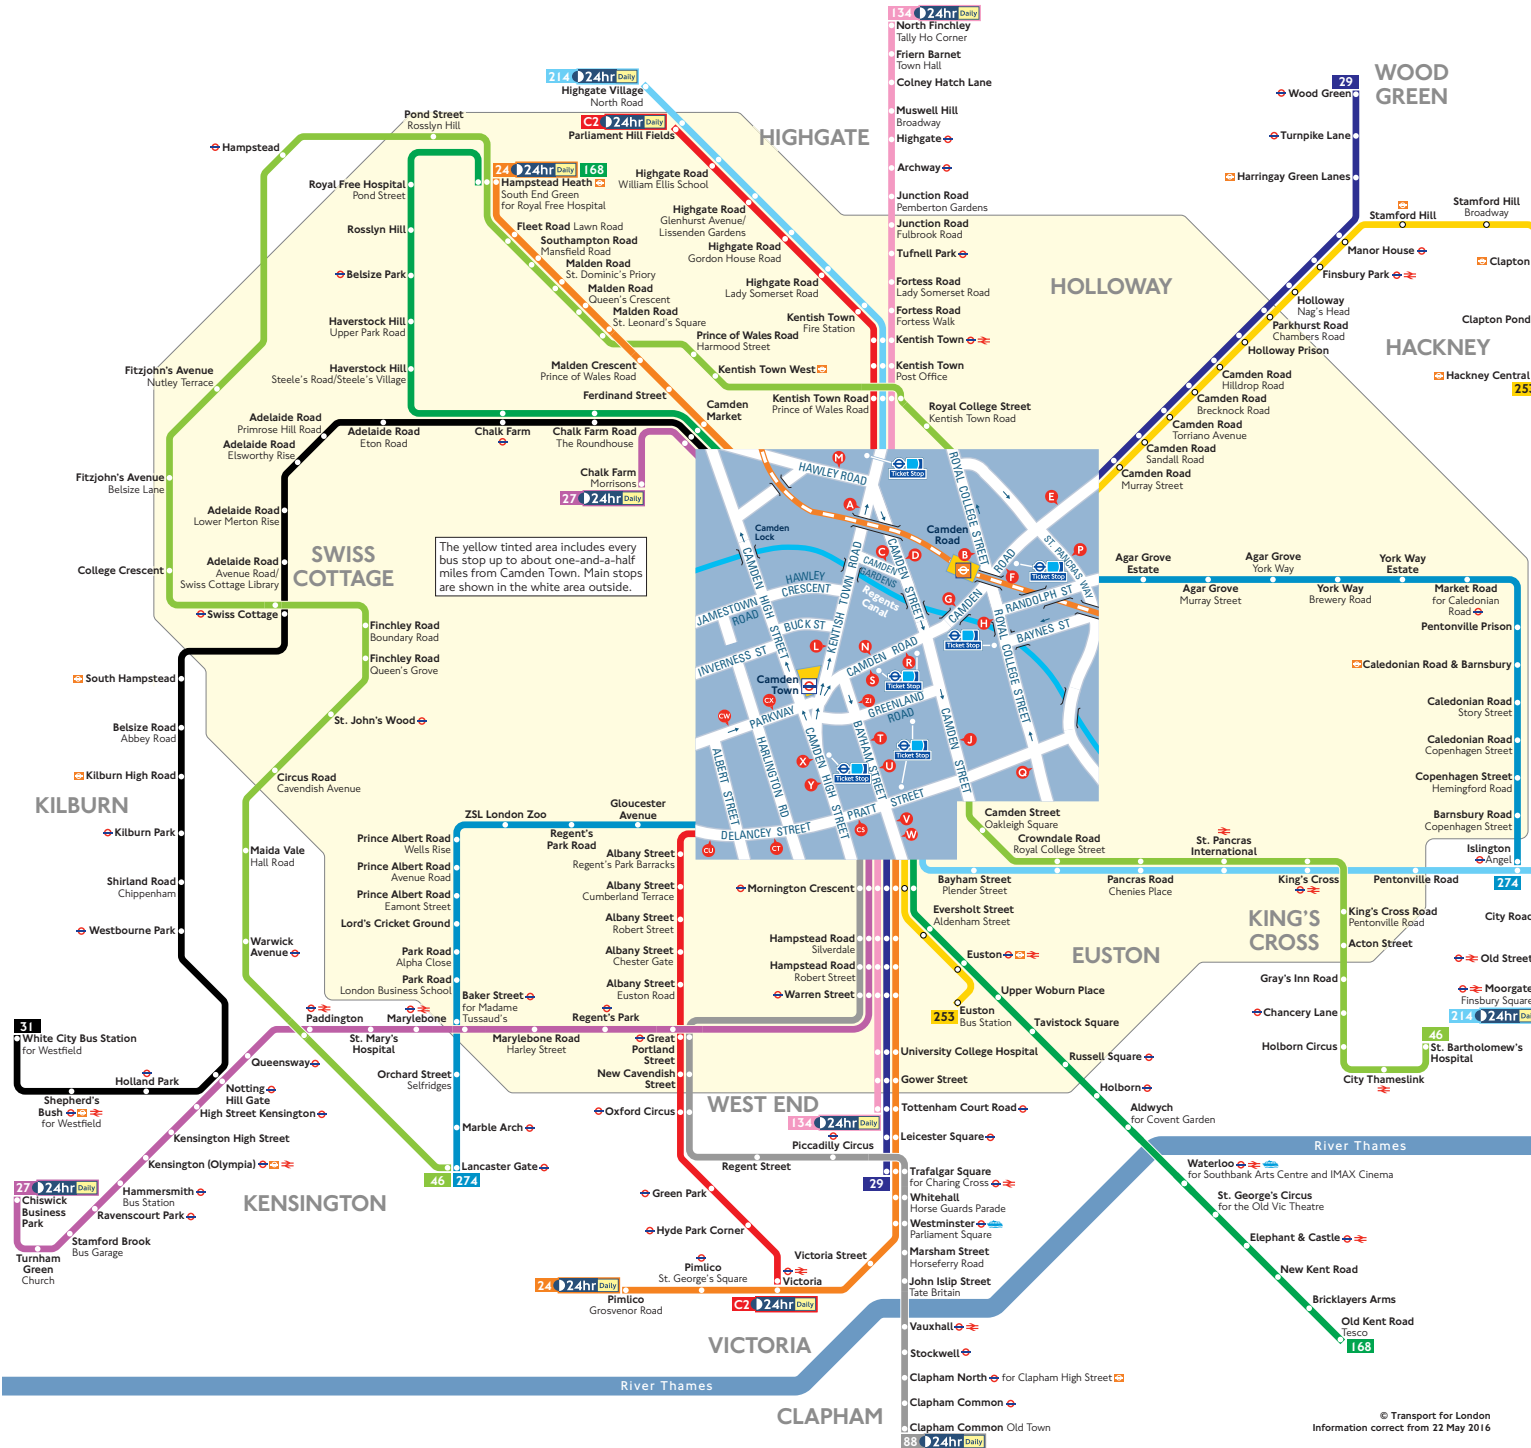 134 24hr Daily
North Finchley
Tally Ho Corner
Friern Barnet
Town Hall
Colney Hatch Lane
Muswell Hill
Broadway
Highgate
Archway
Junction Road
Pemberton Gardens
Junction Road
Fulbrook Road
Tufnell Park
Fortess Road
Lady Somerset Road
Fortess Road
Fortess Walk
Kentish Town
Kentish Town
Post Office
214 24hr Daily
Highgate Village
North Road
C2 24hr Daily
Parliament Hill Fields
HIGHGATE
Highgate Road
William Ellis School
Highgate Road
Glenhurst Avenue/
Lissenden Gardens
Highgate Road
Gordon House Road
Highgate Road
Lady Somerset Road
Kentish Town
Fire Station
Kentish Town Road
Prince of Wales Road
Royal College Street
Kentish Town Road
WOOD
GREEN
29
Wood Green
Turnpike Lane
Harringay Green Lanes
Stamford Hill
Stamford Hill
Broadway
Manor House
Finsbury Park
Clapton
Holloway
Nag's Head
Clapton Pond
Parkhurst Road
Chambers Road
Holloway Prison
HOLLOWAY
HACKNEY
Hackney Central
253
Camden Road
Hilldrop Road
Camden Road
Brecknock Road
Camden Road
Torriano Avenue
Camden Road
Sandall Road
Camden Road
Murray Street
Pond Street
Rosslyn Hill
Hampstead
24 24hr Daily 168
Hampstead Heath
South End Green
for Royal Free Hospital
Royal Free Hospital
Pond Street
Rosslyn Hill
Belsize Park
Haverstock Hill
Upper Park Road
Haverstock Hill
Steele's Road/Steele's Village
Fleet Road Lawn Road
Southampton Road
Mansfield Road
Malden Road
St. Dominic's Priory
Malden Road
Queen's Crescent
Malden Road
St. Leonard's Square
Prince of Wales Road
Harmood Street
Kentish Town West
Malden Crescent
Prince of Wales Road
Ferdinand Street
Camden
Market
Fitzjohn's Avenue
Nutley Terrace
Adelaide Road
Primrose Hill Road
Adelaide Road
Elsworthy Rise
Adelaide Road
Eton Road
Chalk Farm
Chalk Farm Road
The Roundhouse
Chalk Farm
Morrisons
27 24hr Daily
Fitzjohn's Avenue
Belsize Lane
Adelaide Road
Lower Merton Rise
SWISS
COTTAGE
Adelaide Road
Avenue Road/
Swiss Cottage Library
College Crescent
Swiss Cottage
The yellow tinted area includes every
bus stop up to about one-and-a-half
miles from Camden Town. Main stops
are shown in the white area outside.
Finchley Road
Boundary Road
Finchley Road
Queen's Grove
St. John's Wood
Circus Road
Cavendish Avenue
South Hampstead
Belsize Road
Abbey Road
Kilburn High Road
KILBURN
Kilburn Park
Maida Vale
Hall Road
Shirland Road
Chippenham
Westbourne Park
Warwick
Avenue
HAWLEY ROAD
M
Ticket Stop
ROYAL COLLEGE STREET
E
A
Camden
Lock
Camden
Road
ST. PANCRAS WAY
P
C
D
B
F
Ticket Stop
CAMDEN
GARDENS
HAWLEY
CRESCENT
Regents
Canal
G
CAMDEN ROAD
RANDOLPH ST
JAMESTOWN
ROAD
BUCK ST
KENTISH TOWN ROAD
CAMDEN STREET
CAMDEN HIGH STREET
H
Ticket Stop
BAYNES ST
INVERNESS ST
L
N
CAMDEN ROAD
R
S
Ticket Stop
ROYAL COLLEGE STREET
Camden
Town
CX
CW
PARKWAY
ZI
GREENLAND
ROAD
T
J
Ticket Stop
ALBERT STREET
HARLINGTON RD
CAMDEN HIGH STREET
BAYHAM STREET
CAMDEN STREET
X
Y
Ticket Stop
U
Q
PRATT STREET
DELANCEY STREET
CS
V
W
CU
CT
Agar Grove
Estate
Agar Grove
Murray Street
Agar Grove
York Way
York Way
Brewery Road
York Way
Estate
Market Road
for Caledonian
Road
Pentonville Prison
Caledonian Road & Barnsbury
Caledonian Road
Story Street
Caledonian Road
Copenhagen Street
Copenhagen Street
Hemingford Road
Barnsbury Road
Copenhagen Street
Islington
Angel
274
ZSL London Zoo
Regent's
Park Road
Gloucester
Avenue
Prince Albert Road
Wells Rise
Prince Albert Road
Avenue Road
Prince Albert Road
Eamont Street
Lord's Cricket Ground
Park Road
Alpha Close
Park Road
London Business School
Baker Street
for Madame
Tussaud's
Albany Street
Regent's Park Barracks
Albany Street
Cumberland Terrace
Albany Street
Robert Street
Albany Street
Chester Gate
Albany Street
Euston Road
Mornington Crescent
Hampstead Road
Silverdale
Hampstead Road
Robert Street
Warren Street
Camden Street
Oakleigh Square
Crowndale Road
Royal College Street
Bayham Street
Plender Street
Pancras Road
Chenies Place
St. Pancras
International
King's Cross
Pentonville Road
Eversholt Street
Aldenham Street
Euston
EUSTON
253
Euston
Bus Station
Upper Woburn Place
Tavistock Square
Russell Square
Holborn
Aldwych
for Covent Garden
KING'S
CROSS
King's Cross Road
Pentonville Road
Acton Street
Gray's Inn Road
Chancery Lane
Holborn Circus
City Thameslink
46
St. Bartholomew's
Hospital
City Road
Old Street
Moorgate
Finsbury Square
214 24hr
31
White City Bus Station
for Westfield
Shepherd's
Bush
for Westfield
Holland Park
Paddington
St. Mary's
Hospital
Marylebone
Marylebone Road
Harley Street
Regent's Park
Great
Portland
Street
New Cavendish
Street
Oxford Circus
Queensway
Notting
Hill Gate
High Street Kensington
Kensington High Street
Kensington (Olympia)
Hammersmith
Bus Station
Ravenscourt Park
Stamford Brook
Bus Garage
27 24hr Daily
Chiswick
Business
Park
Turnham
Green
Church
KENSINGTON
Orchard Street
Selfridges
Marble Arch
Lancaster Gate
46 274
University College Hospital
Gower Street
WEST END
134 24hr Daily
Tottenham Court Road
Piccadilly Circus
Leicester Square
Regent Street
29
Trafalgar Square
for Charing Cross
Whitehall
Horse Guards Parade
Westminster
Parliament Square
Marsham Street
Horseferry Road
John Islip Street
Tate Britain
Green Park
Hyde Park Corner
Victoria Street
Pimlico
St. George's Square
Victoria
24 24hr Daily
Pimlico
Grosvenor Road
C2 24hr Daily
VICTORIA
River Thames
Vauxhall
Stockwell
Clapham North for Clapham High Street
Clapham Common
Clapham Common Old Town
88 24hr Daily
CLAPHAM
River Thames
Waterloo
for Southbank Arts Centre and IMAX Cinema
St. George's Circus
for the Old Vic Theatre
Elephant & Castle
New Kent Road
Bricklayers Arms
Old Kent Road
Tesco
168
© Transport for London
Information correct from 22 May 2016